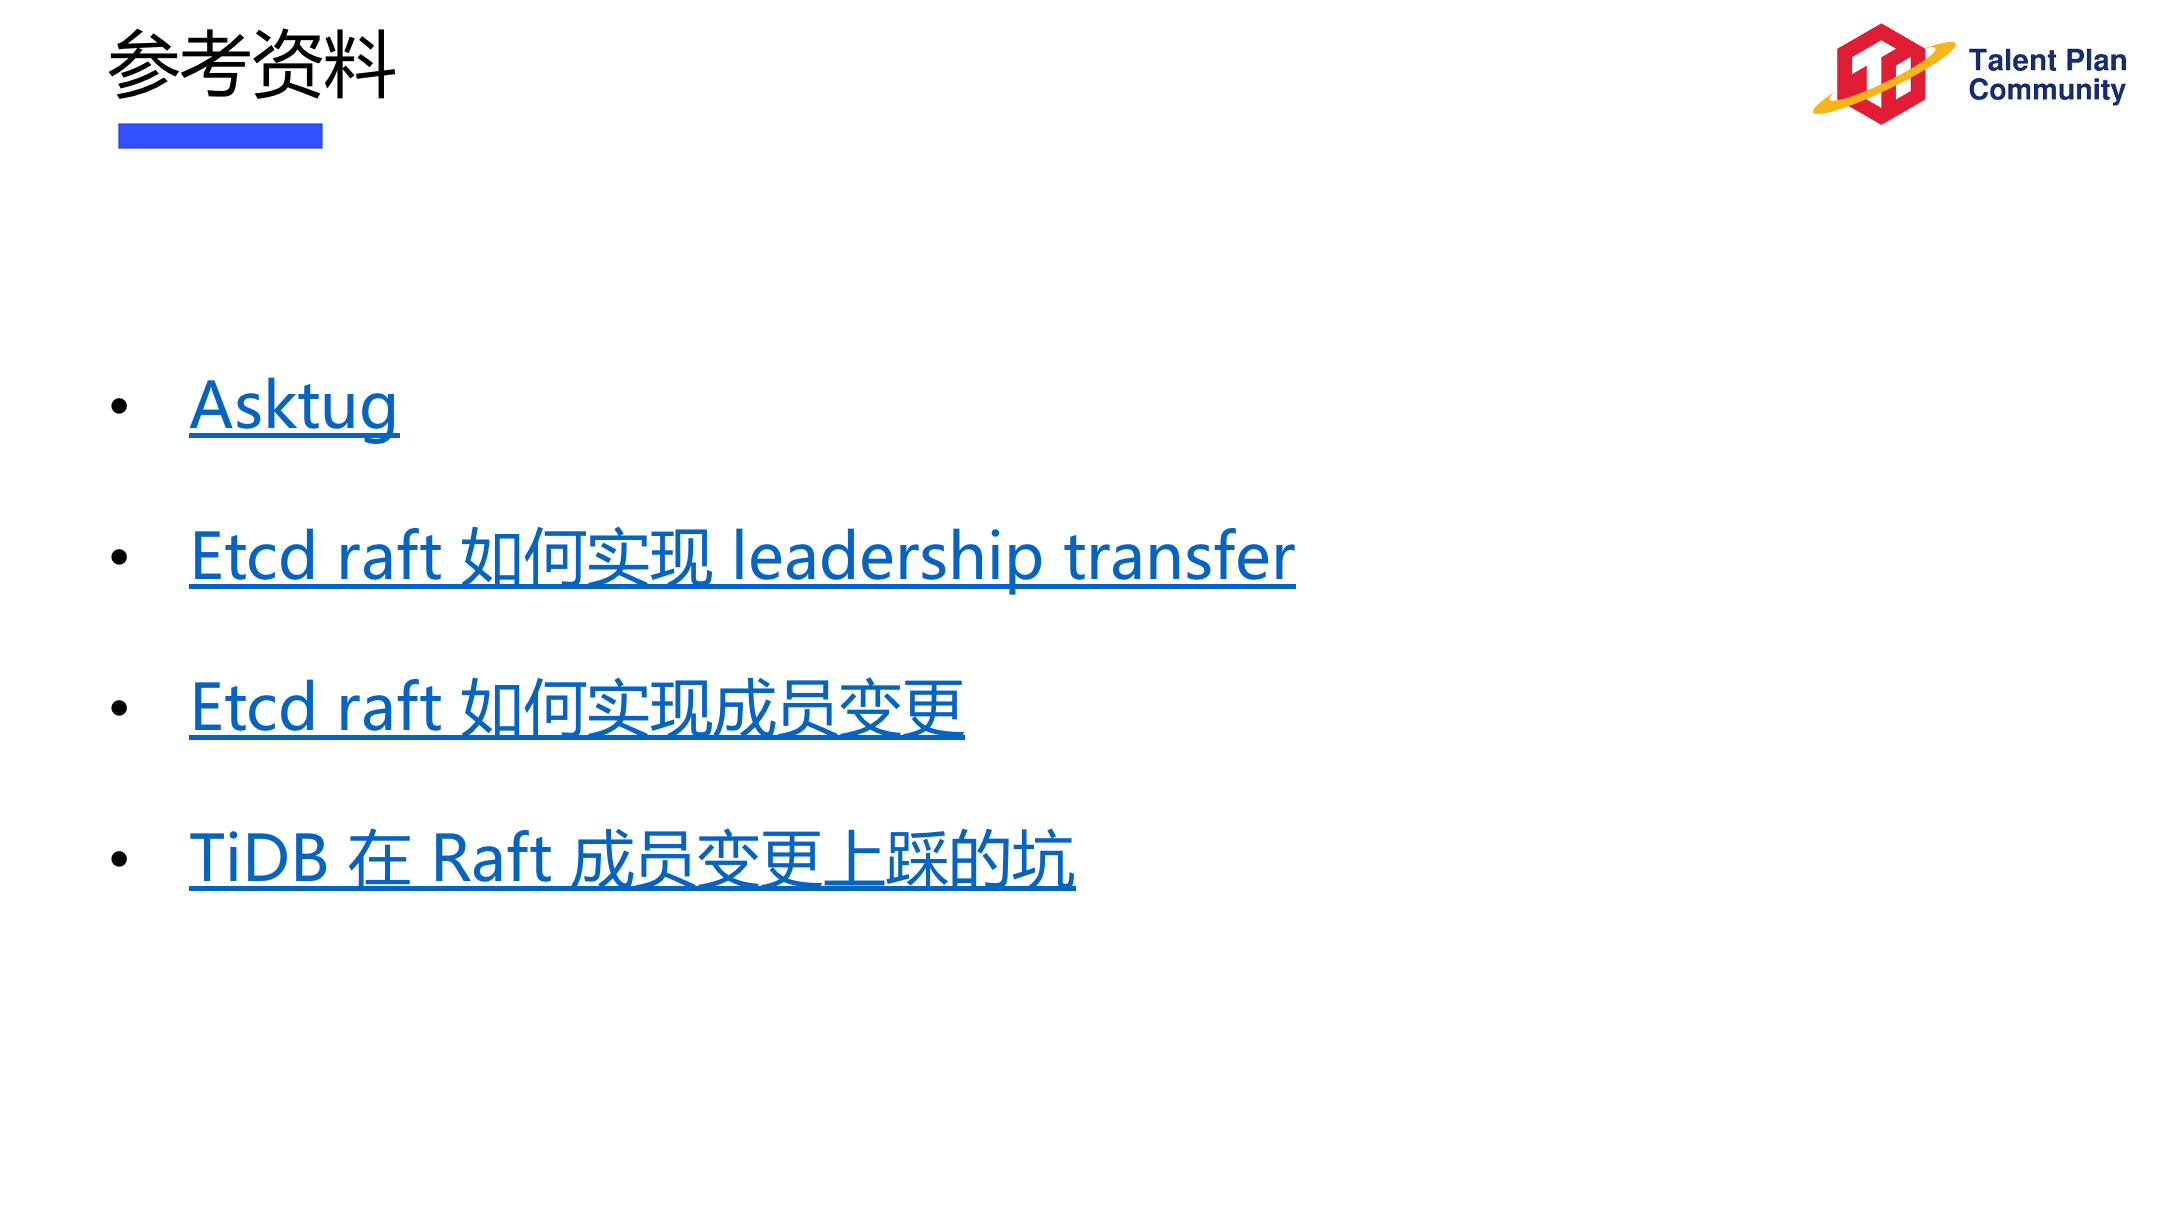 参考资料
Talent Plan
Community
• Asktug
• Etcd raft 如何实现 leadership transfer
• Etcd raft 如何实现成员变更
• TiDB 在 Raft 成员变更上踩的坑